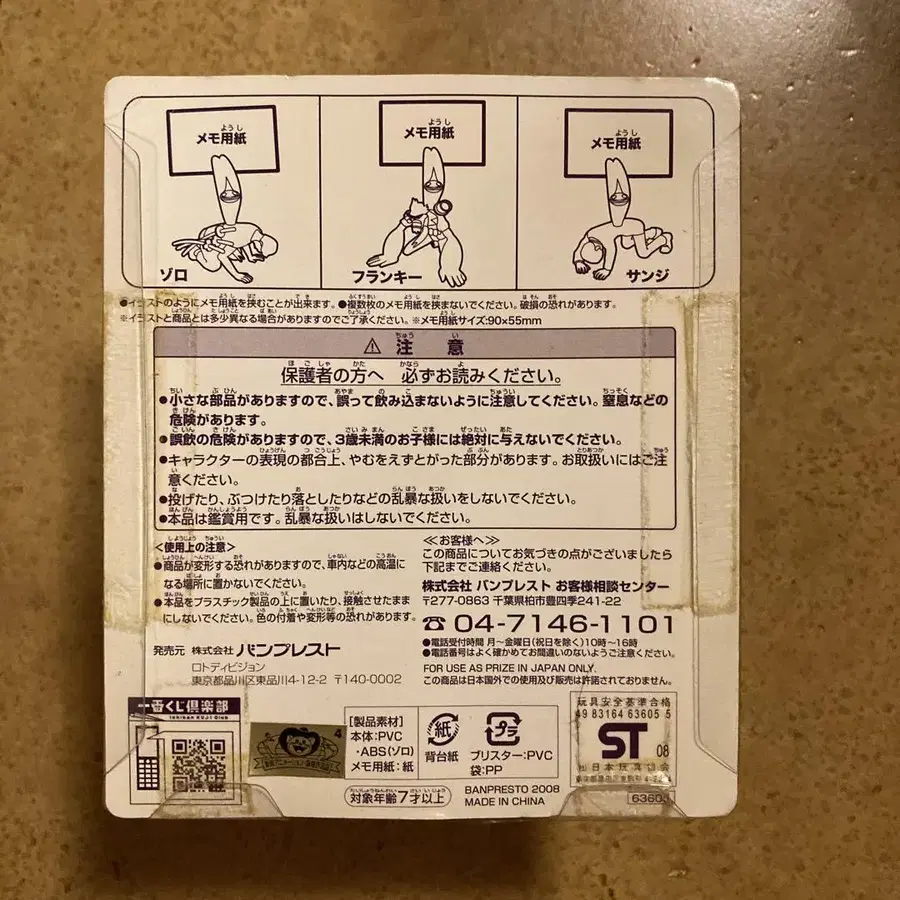 メモ用紙
メモ用紙
メモ用紙
ゾロ
フランキー
サンジ
●イラストのようにメモ用紙を挟むことが出来ます。●複数枚のメモ用紙を挟まないでください。破損の恐れがあります。
※イラストと商品とは多少異なる場合がありますのでご了承ください。※メモ用紙サイズ:90×55mm
⚠ 注意
保護者の方へ 必ずお読みください。
●小さな部品がありますので、誤って飲み込まないように注意してください。窒息などの
危険があります。
●誤飲の危険がありますので、3歳未満のお子様には絶対に与えないでください。
●キャラクターの表現の都合上、やむをえずとがった部分があります。お取扱いにはご注
意ください。
●投げたり、ぶつけたり落としたりなどの乱暴な扱いをしないでください。
●本品は鑑賞用です。乱暴な扱いはしないでください。
<使用上の注意>
●商品が変形する恐れがありますので、車内などの高温に
なる場所に置かないでください。
●本品をプラスチック製品の上に置いたり、接触させたまま
にしないでください。色の付着や変形等の恐れがあります。
≪お客様へ≫
この商品についてお気づきの点がございましたら
下記までご連絡ください。
株式会社 バンプレスト お客様相談センター
〒277-0863 千葉県柏市豊四季241-22
☎ 04-7146-1101
●電話受付時間 月〜金曜日(祝日を除く)10時〜16時
●電話番号はよく確かめてお間違いのないようご注意ください。
発売元 株式会社 バンプレスト
ロトディビジョン
東京都品川区東品川4-12-2 〒140-0002
FOR USE AS PRIZE IN JAPAN ONLY.
この商品は日本国外での使用及び販売は許諾されておりません。
一番くじ倶楽部
ICHIBAN KUJI CLUB
4
[製品素材]
本体:PVC
・ABS(ゾロ)
メモ用紙:紙
紙
背台紙
プラ
ブリスター:PVC
袋:PP
玩具安全基準合格
49 83164 63605 5
ST
08
(社)日本玩具協会
対象年齢7才以上
BANPRESTO 2008
MADE IN CHINA